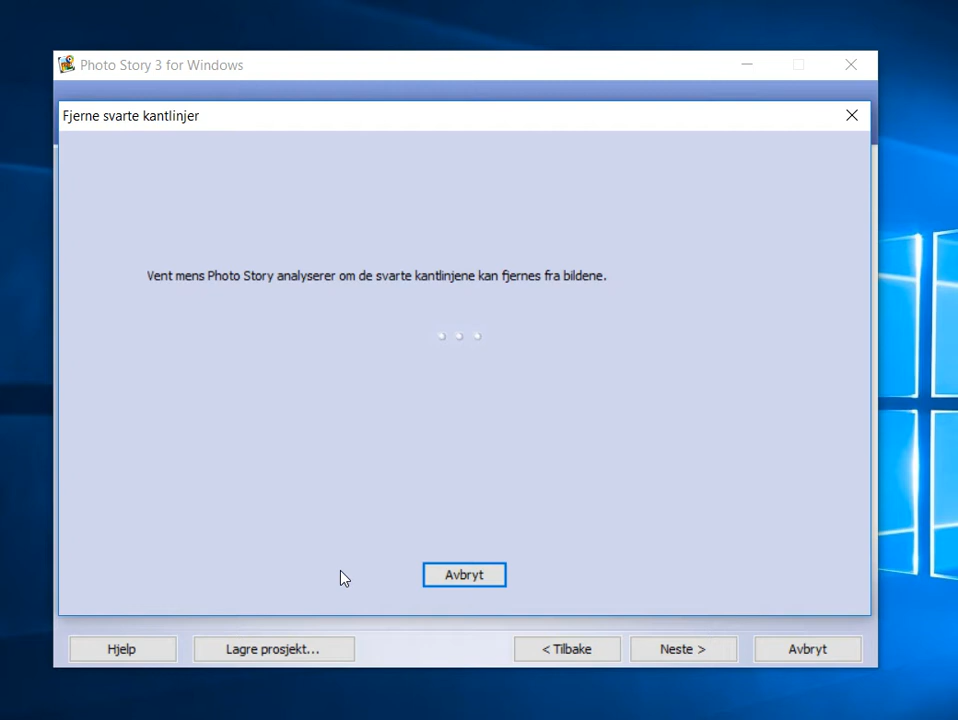 Photo Story 3 for Windows
Fjerne svarte kantlinjer
Vent mens Photo Story analyserer om de svarte kantlinjene kan fjernes fra bildene.
Avbryt
Hjelp Lagre prosjekt... < Tilbake Neste > Avbryt